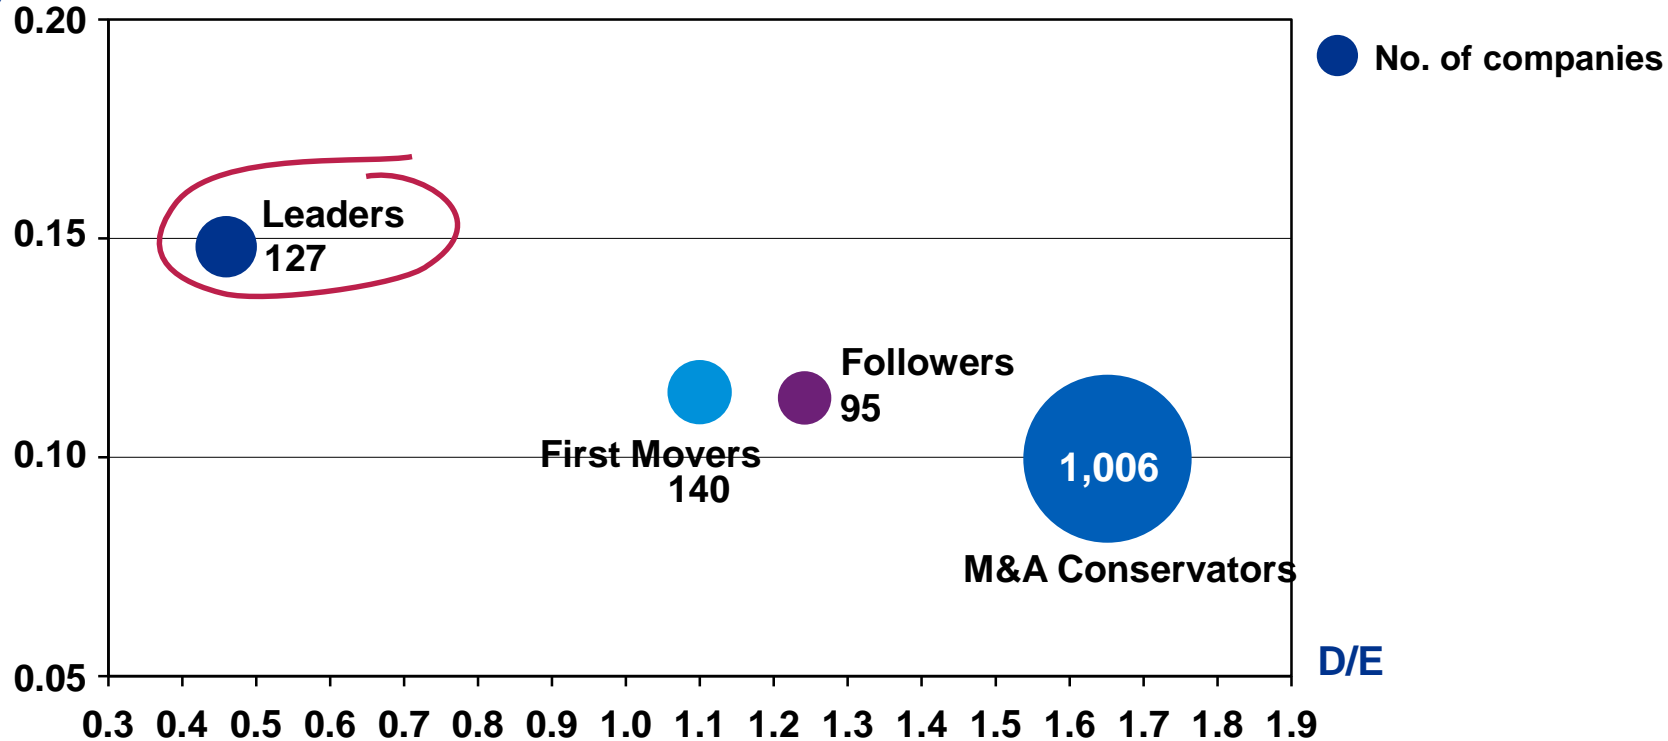 0.20
No. of companies
Leaders
0.15
127
Followers
95
First Movers
0.10
140
1,006
M&A Conservators
D/E
0.05
0.3 0.4 0.5 0.6 0.7 0.8 0.9 1.0 1.1 1.2 1.3 1.4 1.5 1.6 1.7 1.8 1.9